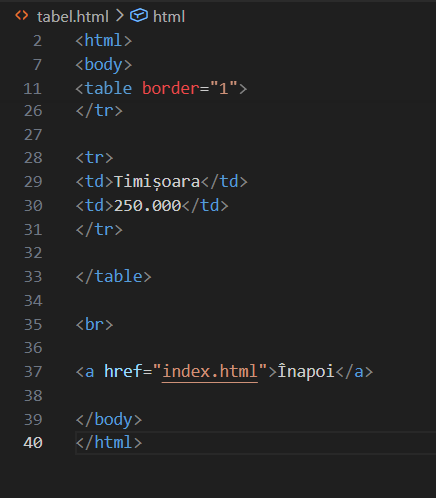 <> tabel.html > html
2 <html>
7 <body>
11 <table border="1">
26 </tr>
27
28 <tr>
29 <td>Timișoara</td>
30 <td>250.000</td>
31 </tr>
32
33 </table>
34
35 <br>
36
37 <a href="index.html">Înapoi</a>
38
39 </body>
40 </html>